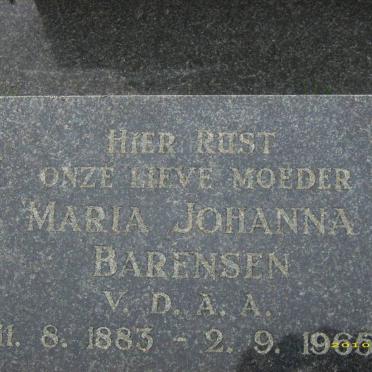 HIER RUST
ONZE LIEVE MOEDER
MARIA JOHANNA
BARENSEN
V. D. A. A.
11. 8. 1883 - 2. 9. 1965